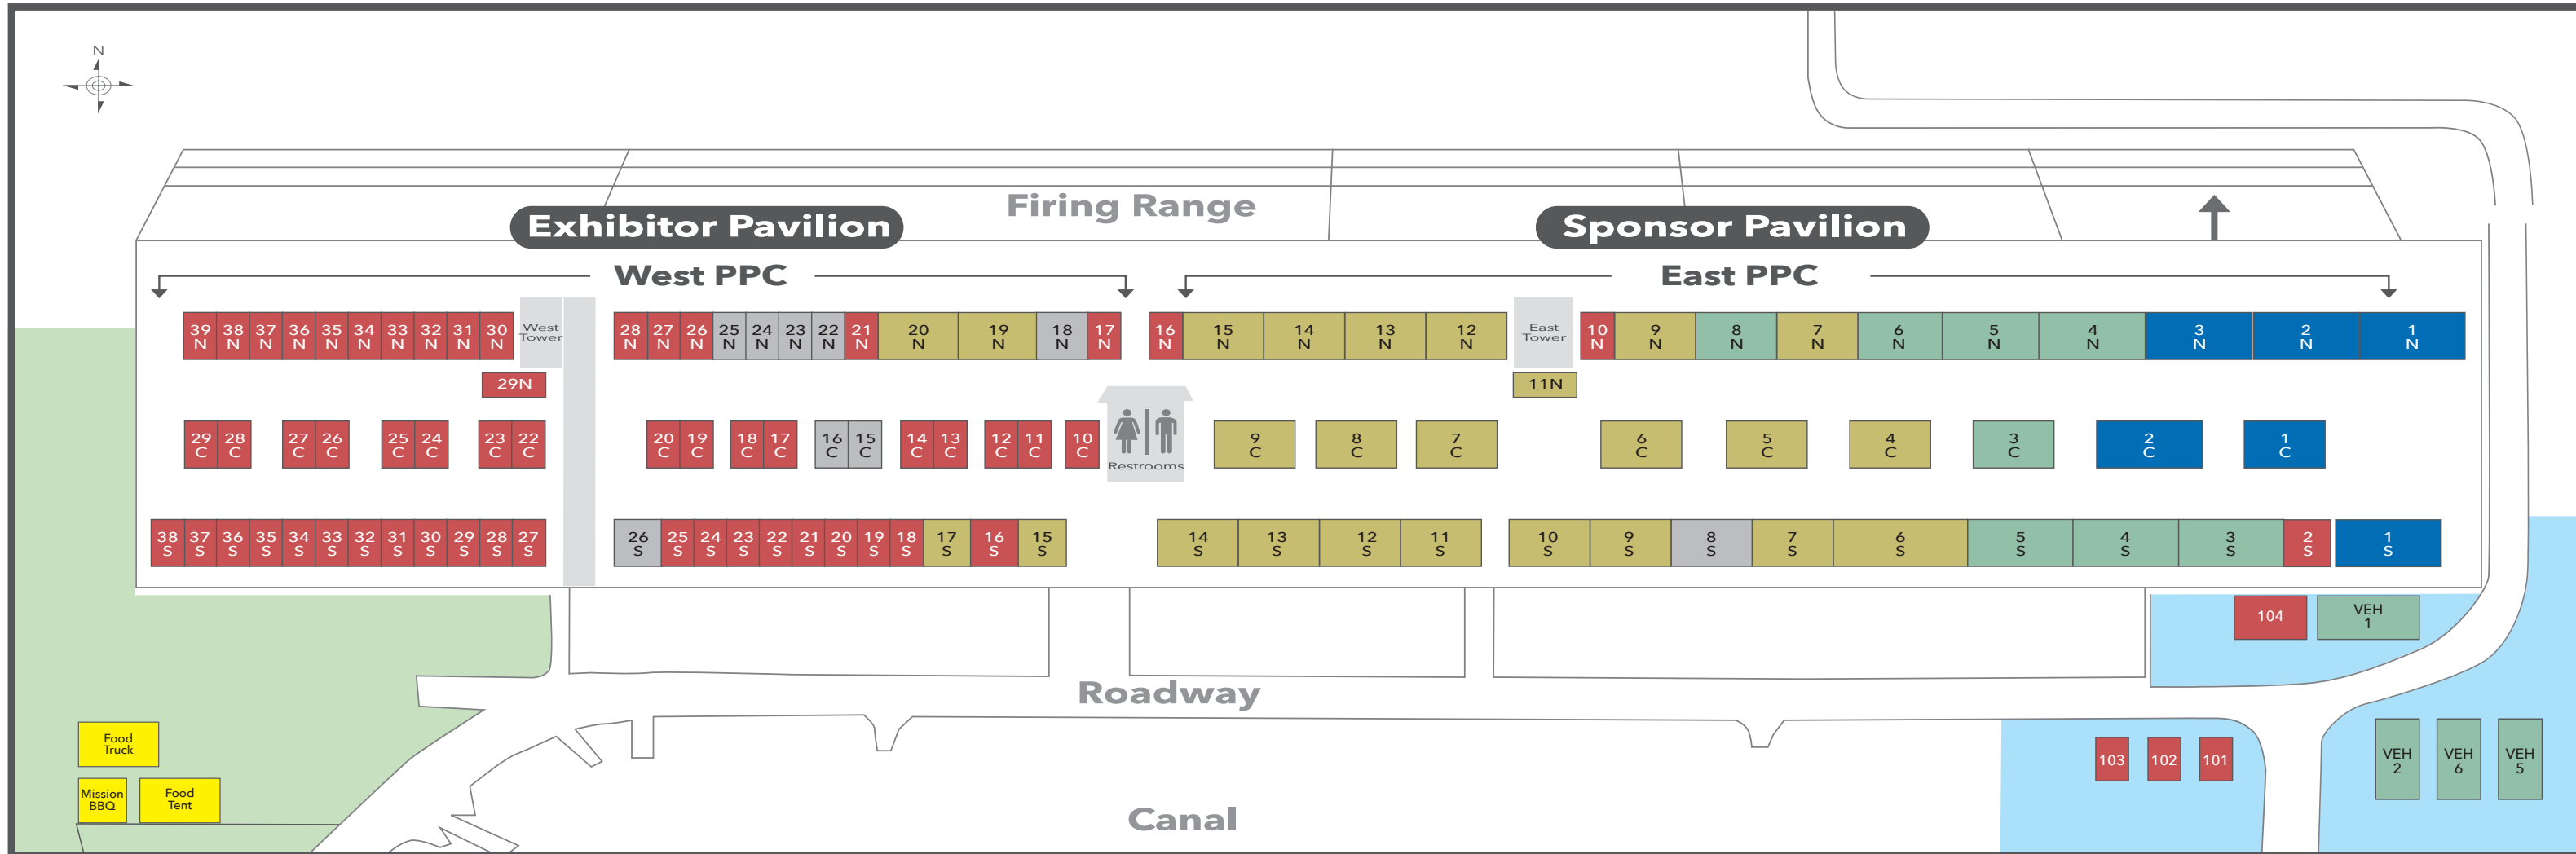 N
Firing Range
Exhibitor Pavilion
Sponsor Pavilion
West PPC
East PPC
39 38 37 36 35 34 33 32 31 30
N N N N N N N N N N
West
Tower
28 27 26 25 24 23 22 21 20 19 18 17
N N N N N N N N N N N N
16 15 14 13 12
N N N N N
East
Tower
10 9 8 7 6 5 4 3 2 1
N N N N N N N N N N
29N
11N
29 28 27 26 25 24 23 22
C C C C C C C C
20 19 18 17 16 15 14 13 12 11 10
C C C C C C C C C C C
Restrooms
9 8 7 6 5 4 3 2 1
C C C C C C C C C
38 37 36 35 34 33 32 31 30 29 28 27
S S S S S S S S S S S S
26 25 24 23 22 21 20 19 18 17 16 15
S S S S S S S S S S S S
14 13 12 11
S S S S
10 9 8 7 6 5 4 3 2 1
S S S S S S S S S S
104
VEH
1
Roadway
Food
Truck
Mission
BBQ
Food
Tent
103 102 101
VEH
2
VEH
6
VEH
5
Canal